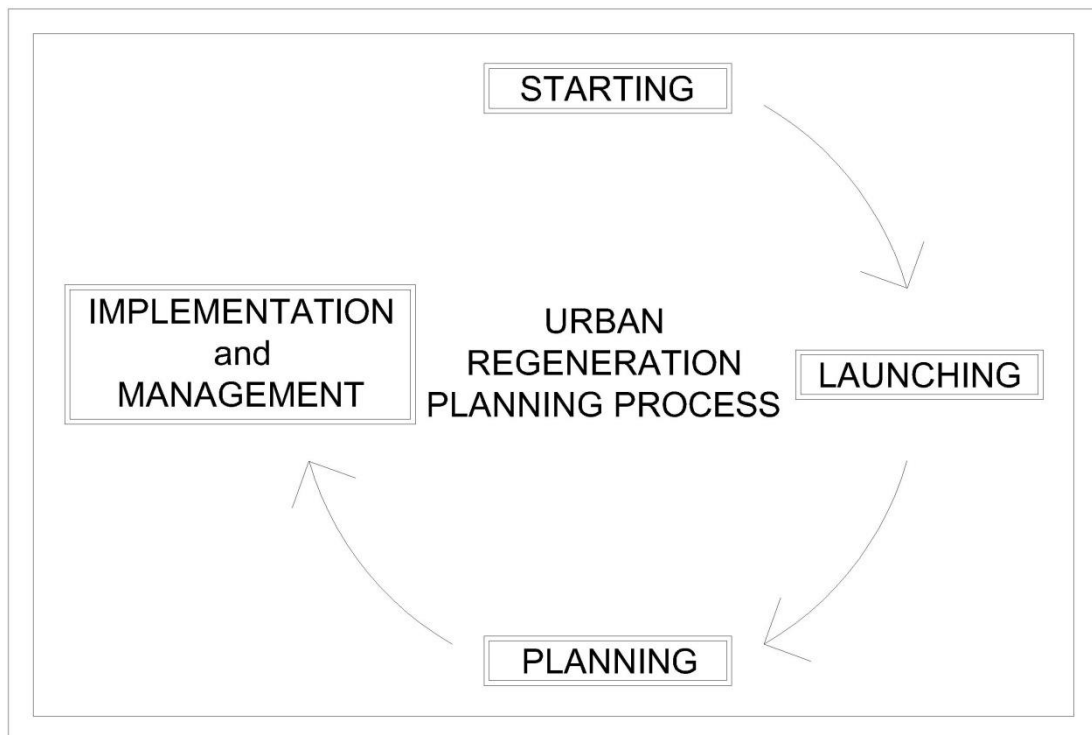 STARTING
IMPLEMENTATION
and
MANAGEMENT
URBAN
REGENERATION
PLANNING PROCESS
LAUNCHING
PLANNING